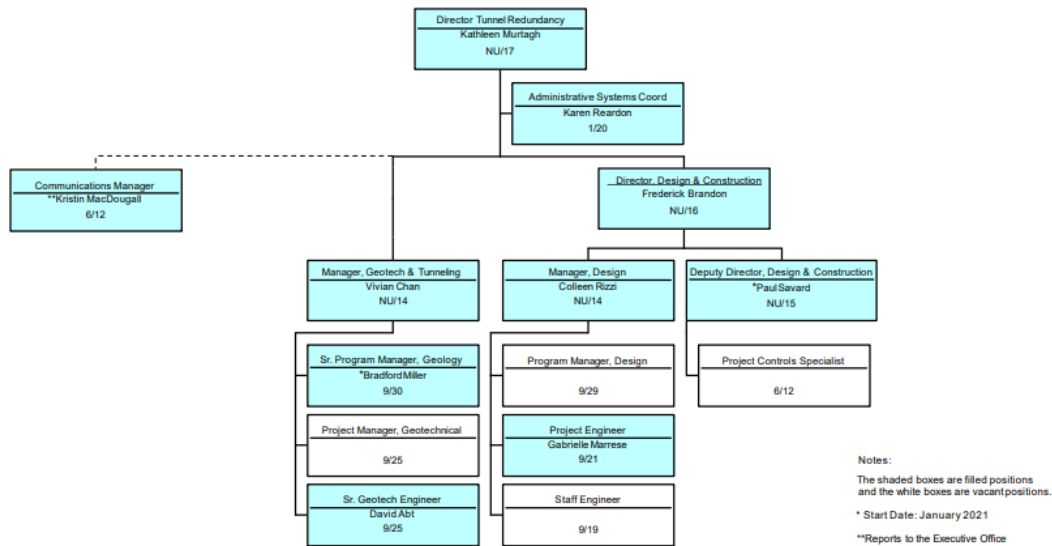 Director Tunnel Redundancy
Kathleen Murtagh
NU/17
Administrative Systems Coord
Karen Reardon
1/20
Communications Manager
**Kristin MacDougall
6/12
Director, Design & Construction
Frederick Brandon
NU/16
Manager, Geotech & Tunneling
Vivian Chan
NU/14
Manager, Design
Colleen Rizzi
NU/14
Deputy Director, Design & Construction
*Paul Savard
NU/15
Sr. Program Manager, Geology
*Bradford Miller
9/30
Program Manager, Design
9/29
Project Controls Specialist
6/12
Project Manager, Geotechnical
9/25
Project Engineer
Gabrielle Marrese
9/21
Sr. Geotech Engineer
David Abt
9/25
Staff Engineer
9/19
Notes:
The shaded boxes are filled positions
and the white boxes are vacant positions.
* Start Date: January 2021
**Reports to the Executive Office